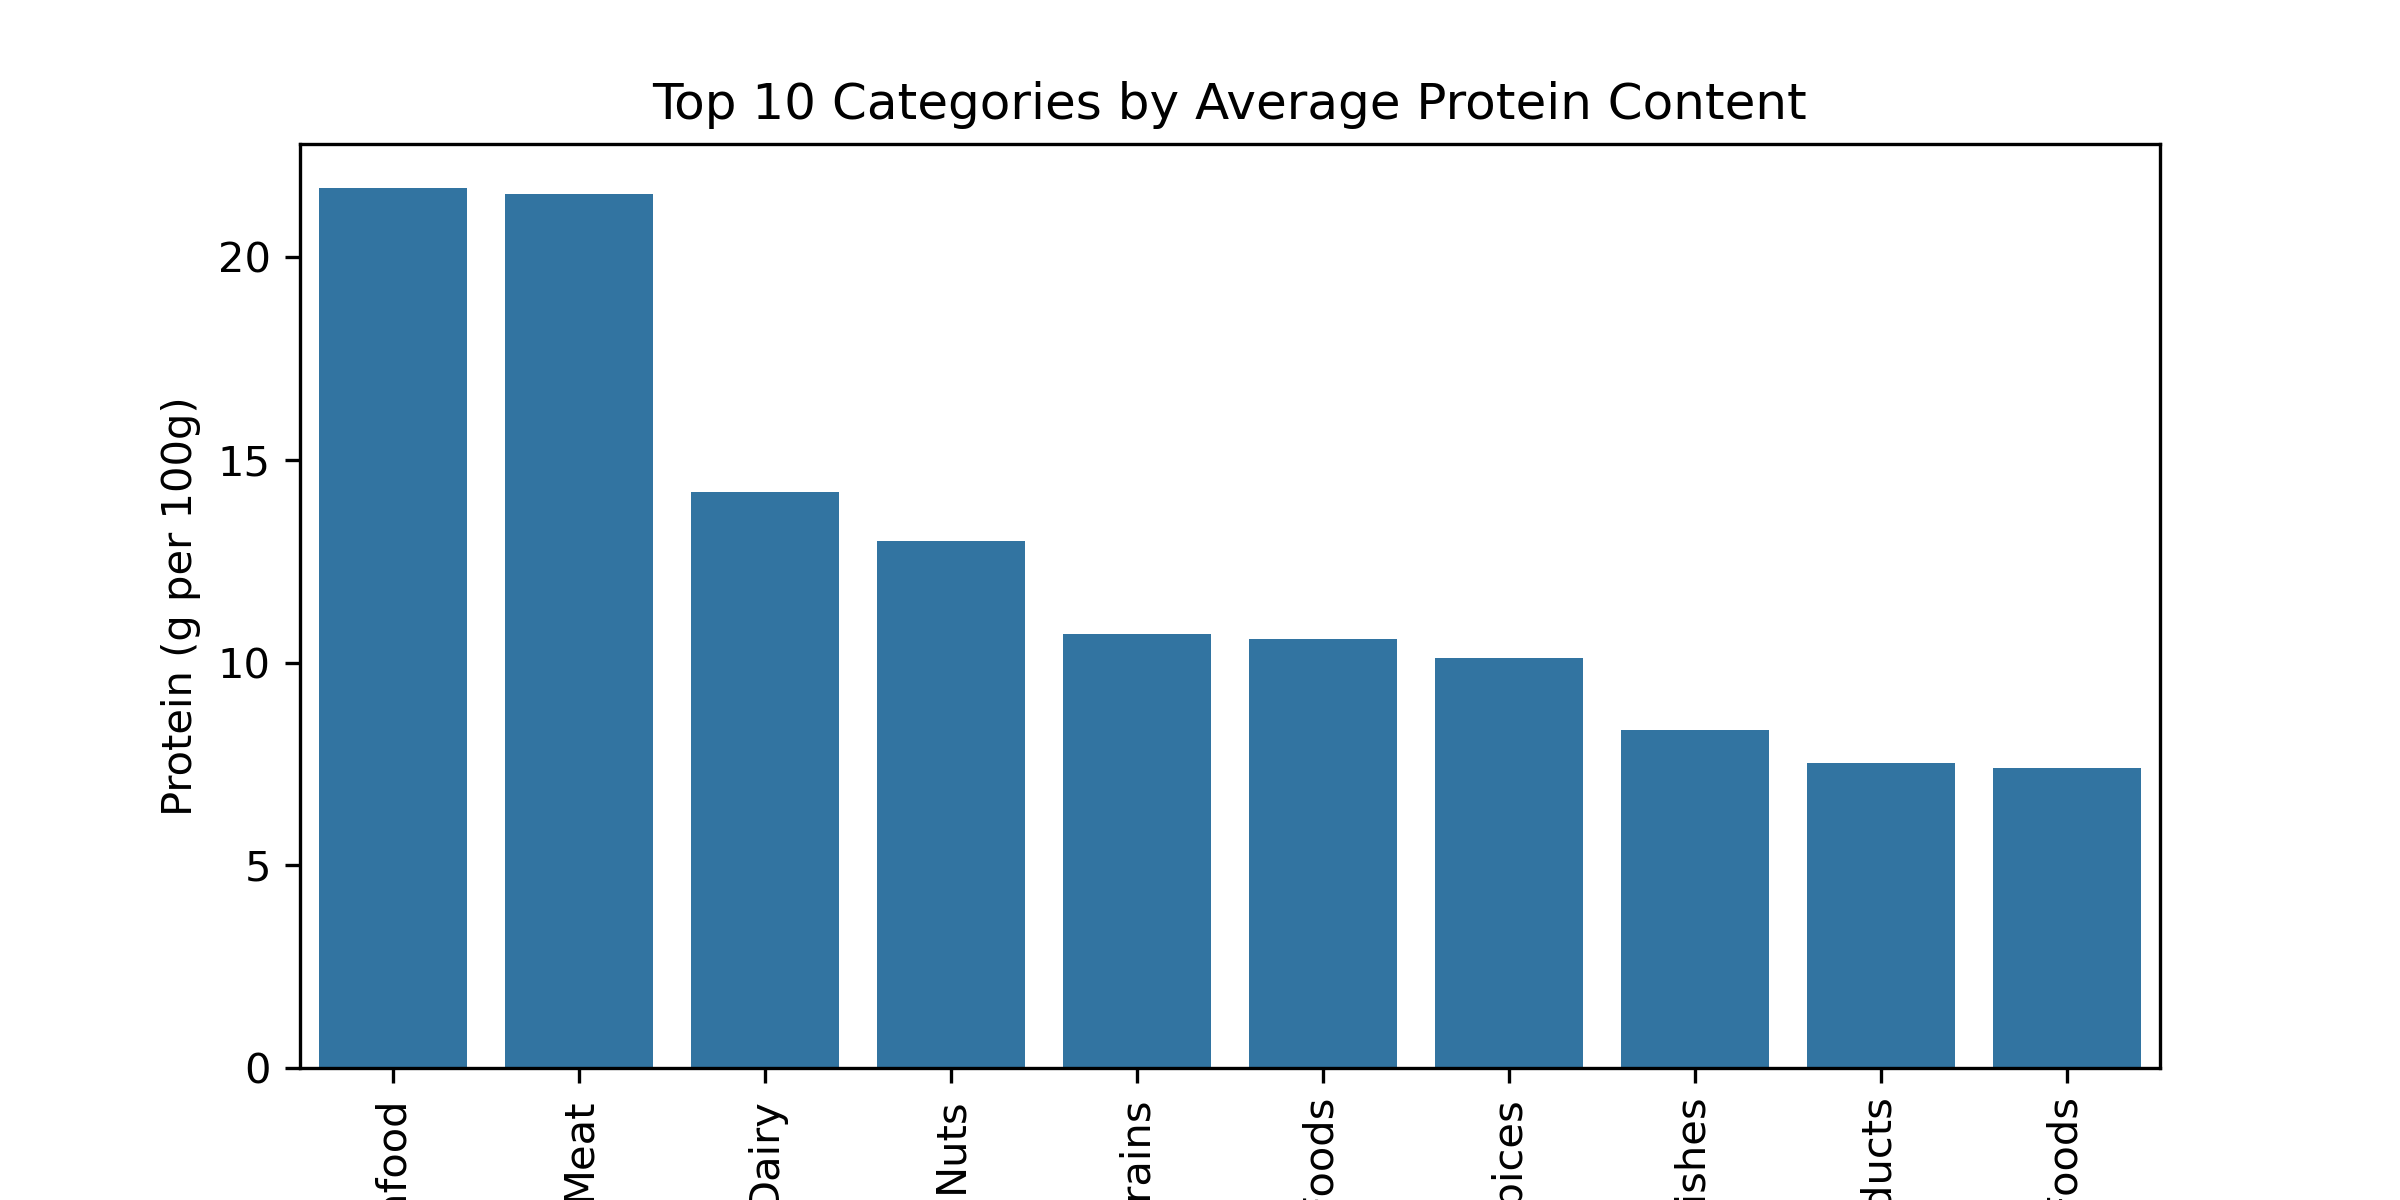 Top 10 Categories by Average Protein Content
Protein (g per 100g)
20
15
10
5
0
Meat
Dairy
Nuts